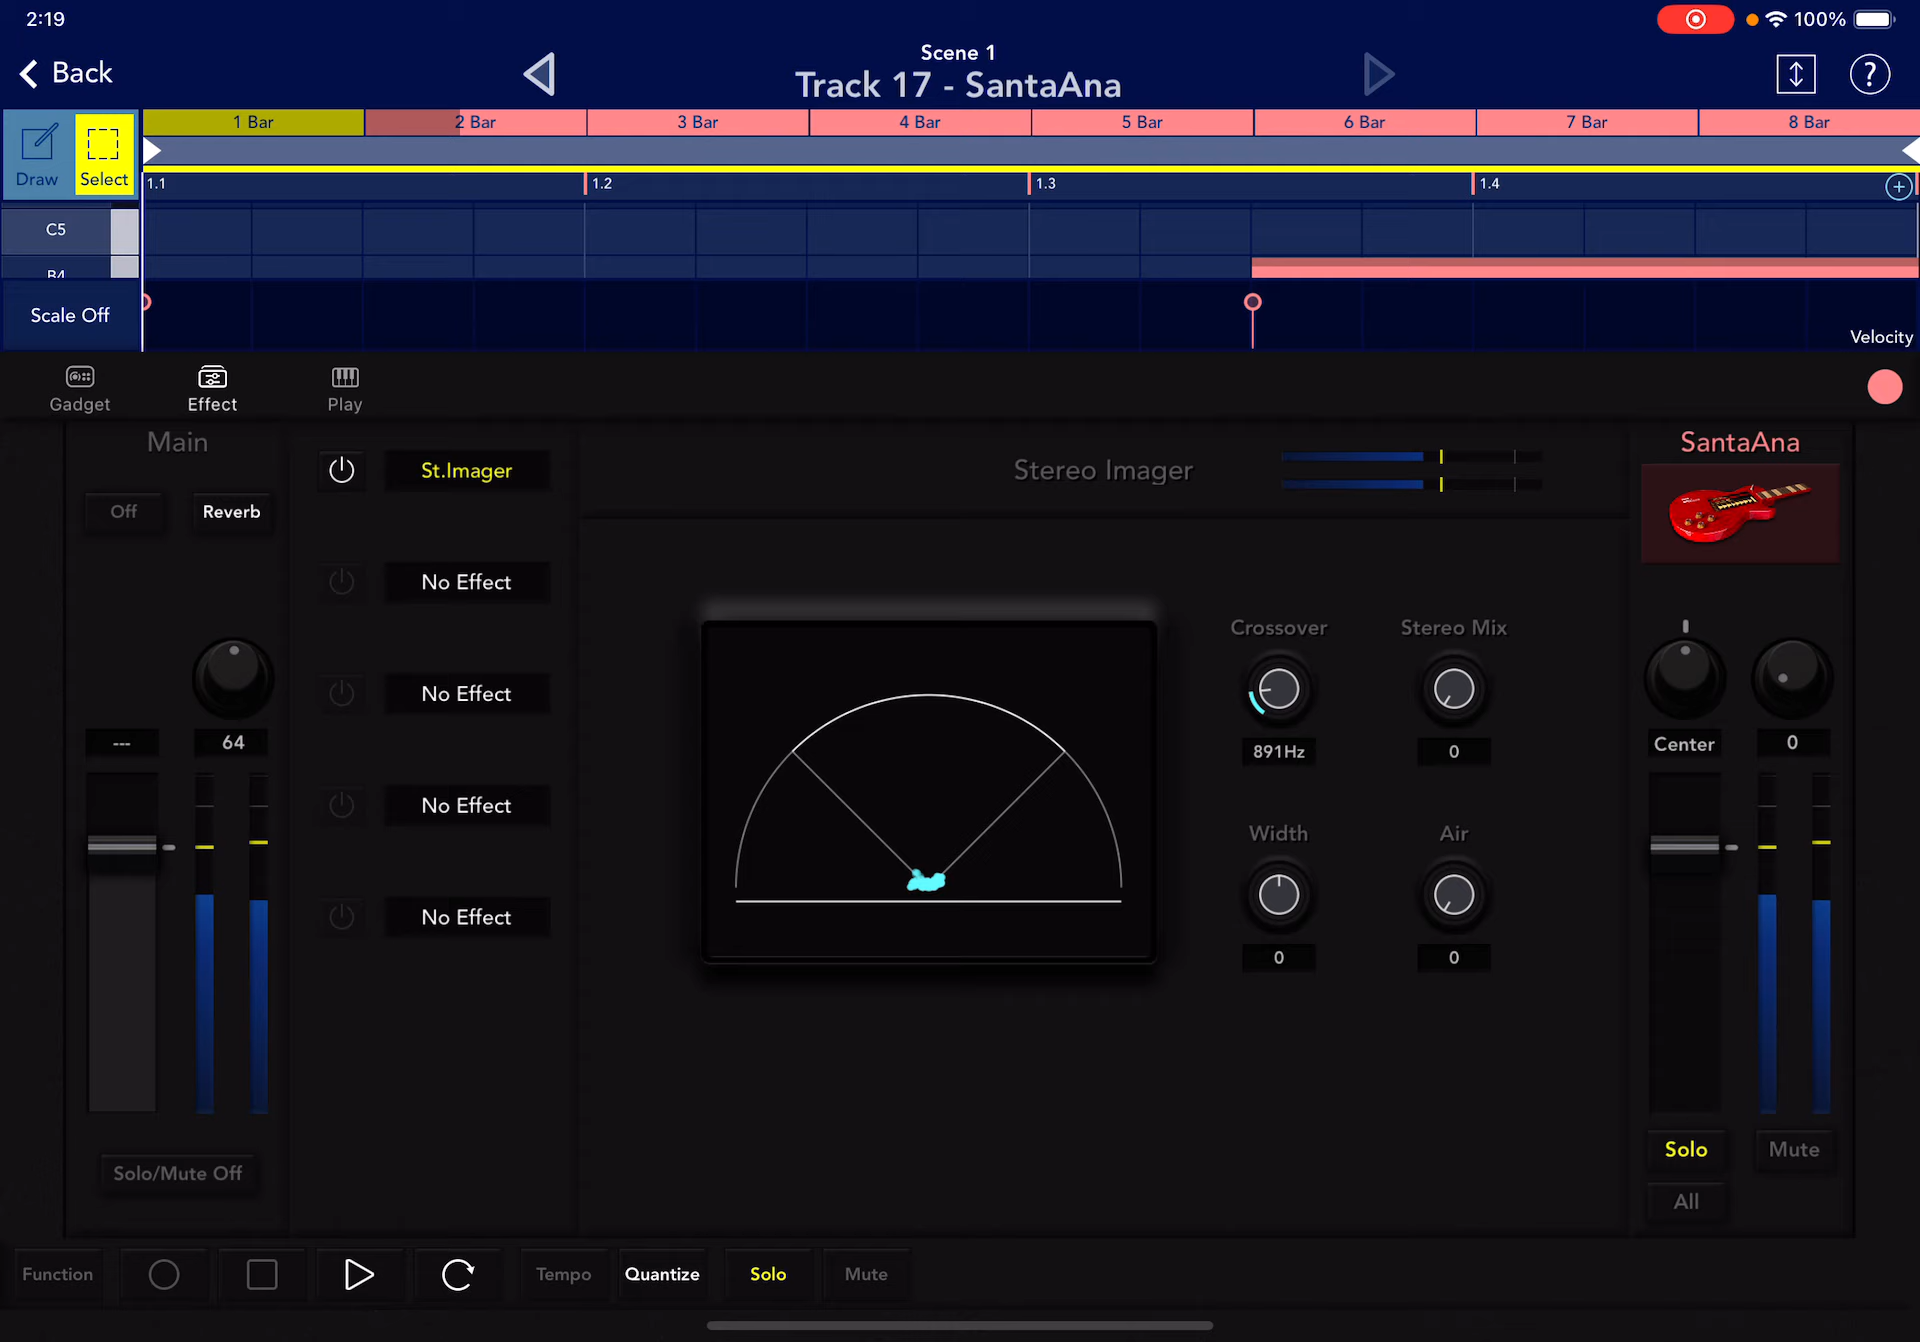 2:19
100%
Back
Scene 1
Track 17 - SantaAna
?
1 Bar
2 Bar
3 Bar
4 Bar
5 Bar
6 Bar
7 Bar
8 Bar
Draw
Select
1.1
1.2
1.3
1.4
C5
B4
Scale Off
Velocity
Gadget
Effect
Play
Main
St.Imager
Stereo Imager
SantaAna
Off
Reverb
No Effect
Crossover
Stereo Mix
No Effect
64
---
891Hz
0
Center
0
No Effect
Width
Air
No Effect
0
0
Solo
Mute
Solo/Mute Off
All
Function
Tempo
Quantize
Solo
Mute